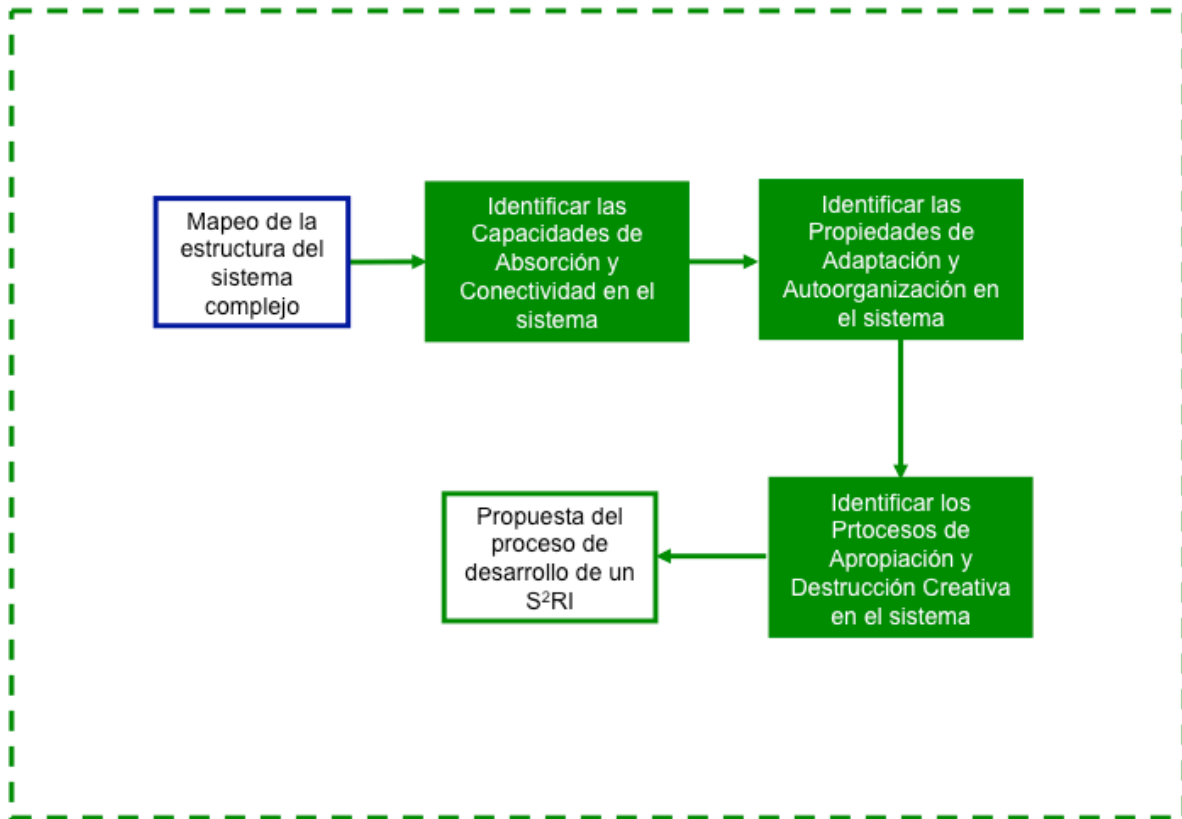 Mapeo de la
estructura del
sistema
complejo
Identificar las
Capacidades de
Absorción y
Conectividad en el
sistema
Identificar las
Propiedades de
Adaptación y
Autoorganización en
el sistema
Identificar los
Prtocesos de
Apropiación y
Destrucción Creativa
en el sistema
Propuesta del
proceso de
desarrollo de un
S²RI